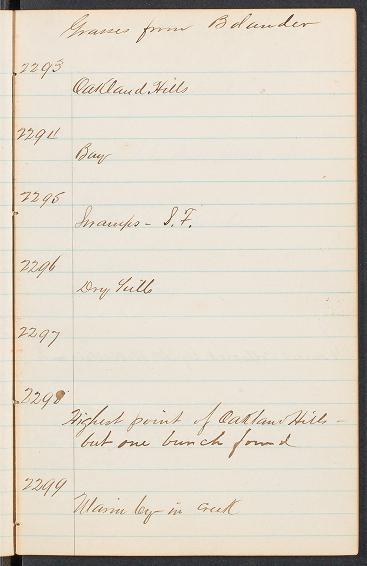 Grasses from Bolander
2293
Oakland Hills
2294
Bay
2295
Swamps - S.F.
2296
Dry hills
2297
2298
Highest point of Oakland Hills -
but one bunch found
2299
Marin Cy - in creek